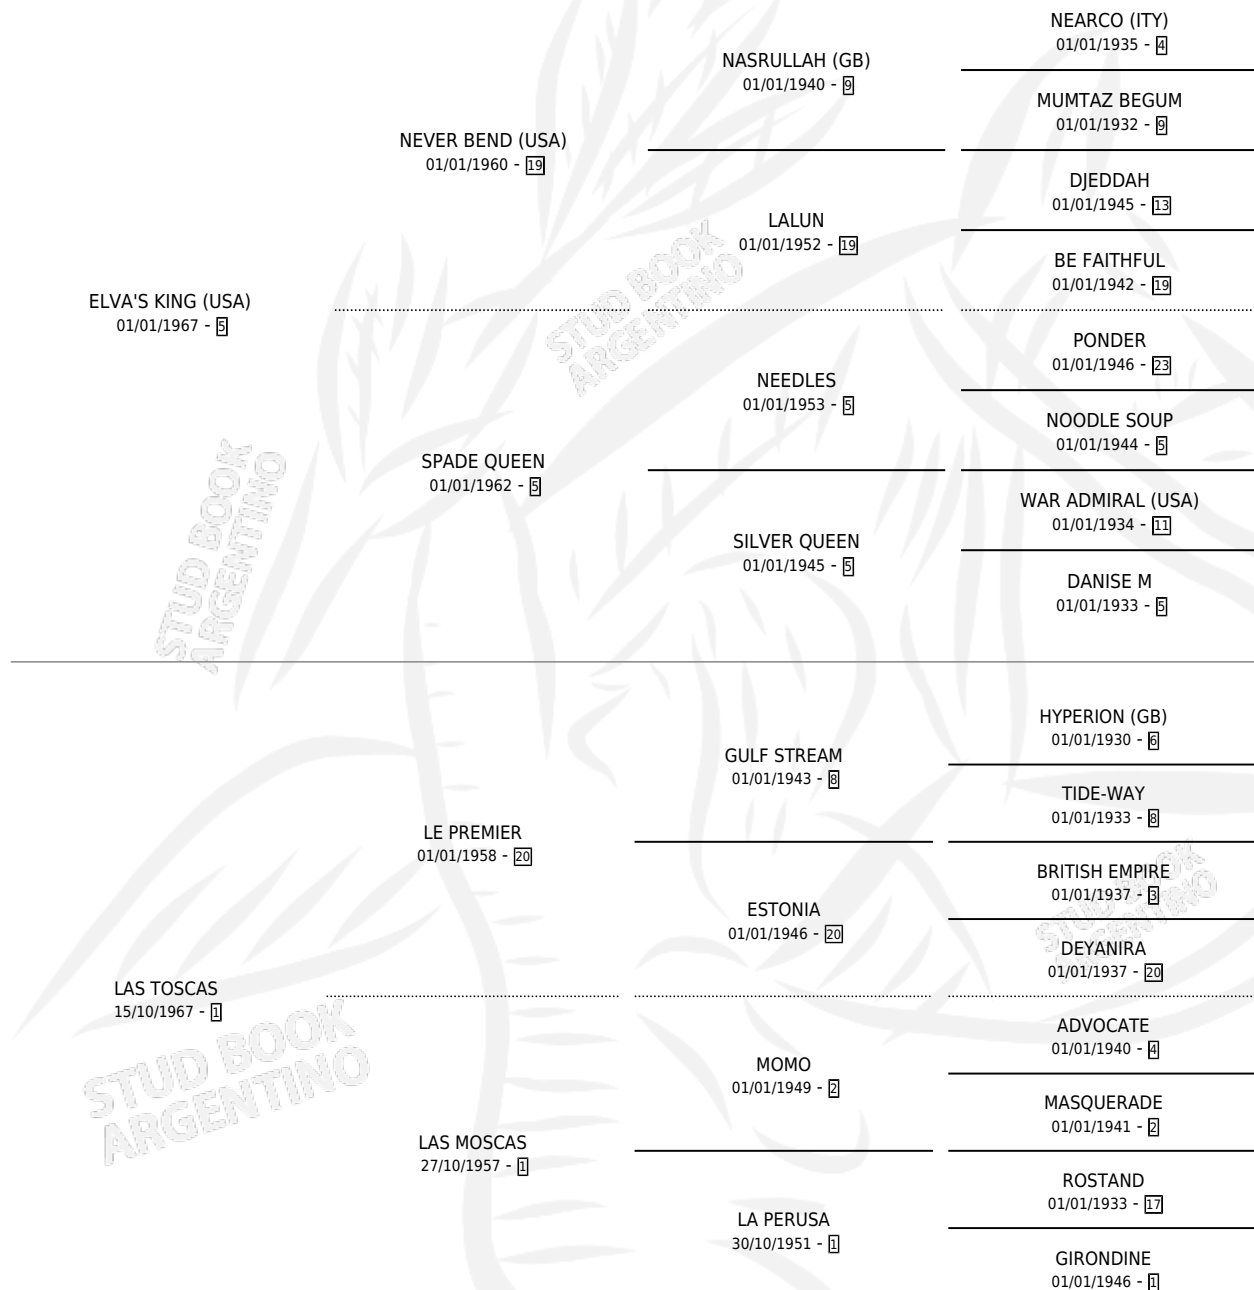 NEARCO (ITY)
01/01/1935 - 4
NASRULLAH (GB)
01/01/1940 - 9
MUMTAZ BEGUM
01/01/1932 - 9
NEVER BEND (USA)
01/01/1960 - 19
DJEDDAH
01/01/1945 - 13
LALUN
01/01/1952 - 19
BE FAITHFUL
01/01/1942 - 19
ELVA'S KING (USA)
01/01/1967 - 5
PONDER
01/01/1946 - 23
NEEDLES
01/01/1953 - 5
NOODLE SOUP
01/01/1944 - 5
SPADE QUEEN
01/01/1962 - 5
WAR ADMIRAL (USA)
01/01/1934 - 11
SILVER QUEEN
01/01/1945 - 5
DANISE M
01/01/1933 - 5
HYPERION (GB)
01/01/1930 - 6
GULF STREAM
01/01/1943 - 8
TIDE-WAY
01/01/1933 - 8
LE PREMIER
01/01/1958 - 20
BRITISH EMPIRE
01/01/1937 - 3
ESTONIA
01/01/1946 - 20
DEYANIRA
01/01/1937 - 20
LAS TOSCAS
15/10/1967 - 1
ADVOCATE
01/01/1940 - 4
MOMO
01/01/1949 - 2
MASQUERADE
01/01/1941 - 2
LAS MOSCAS
27/10/1957 - 1
ROSTAND
01/01/1933 - 17
LA PERUSA
30/10/1951 - 1
GIRONDINE
01/01/1946 - 1
STUD BOOK
ARGENTINO
STUD BOOK
ARGENTINO
STUD BOOK
ARGENTINO
STUD BOOK
ARGENTINO